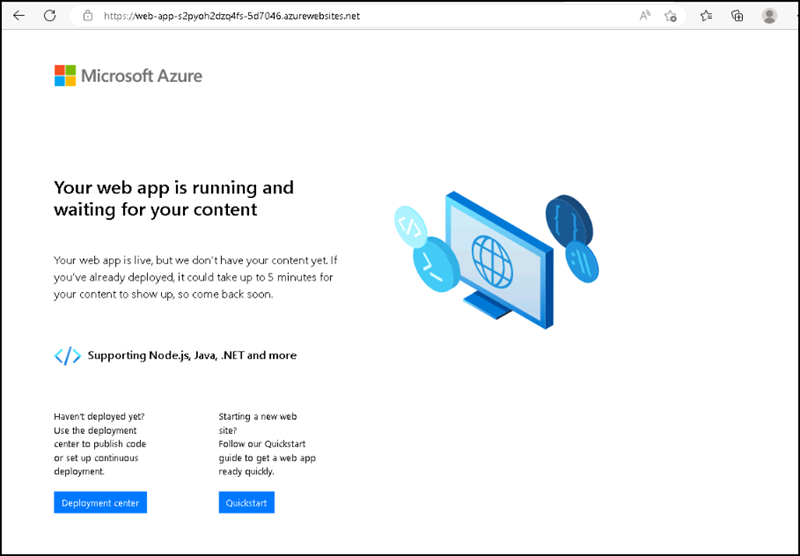 https://web-app-s2pyoh2dzq4fs-5d7046.azurewebsites.net
Microsoft Azure
Your web app is running and
waiting for your content
Your web app is live, but we don't have your content yet. If
you've already deployed, it could take up to 5 minutes for
your content to show up, so come back soon.
</> Supporting Node.js, Java, .NET and more
Haven't deployed yet?
Use the deployment
center to publish code
or set up continuous
deployment.
Deployment center
Starting a new web
site?
Follow our Quickstart
guide to get a web app
ready quickly.
Quickstart